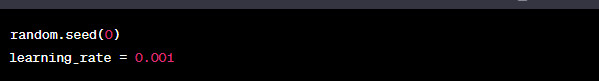 random.seed(0)
learning_rate = 0.001